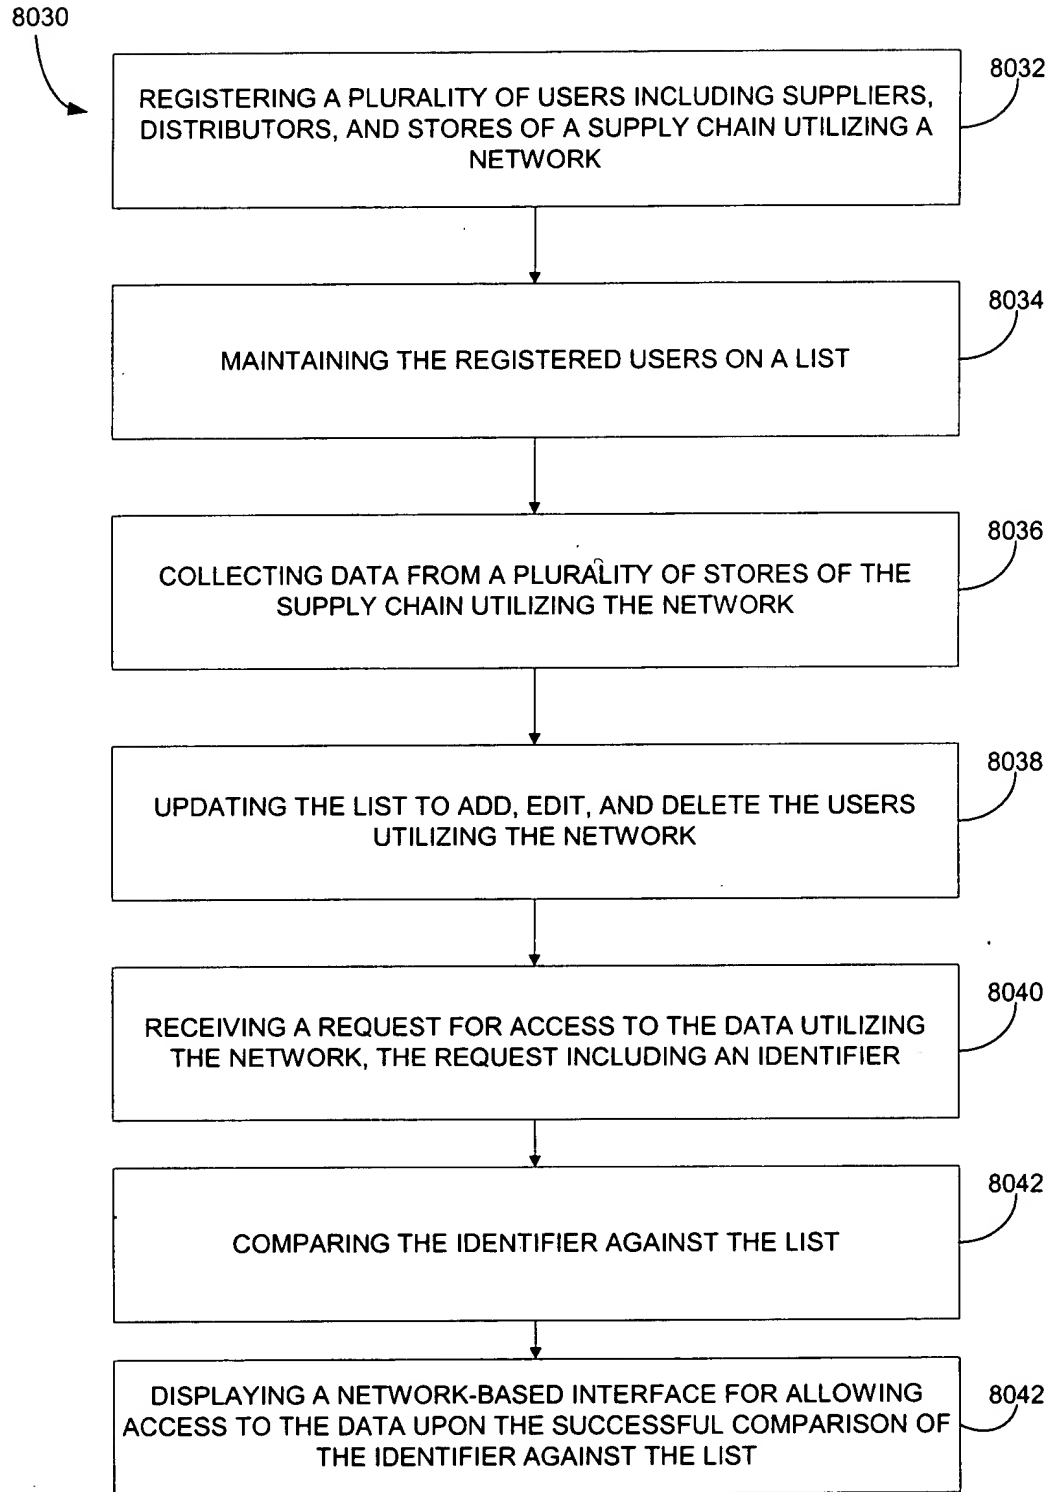 8030
8032
REGISTERING A PLURALITY OF USERS INCLUDING SUPPLIERS,
DISTRIBUTORS, AND STORES OF A SUPPLY CHAIN UTILIZING A
NETWORK
8034
MAINTAINING THE REGISTERED USERS ON A LIST
8036
COLLECTING DATA FROM A PLURALITY OF STORES OF THE
SUPPLY CHAIN UTILIZING THE NETWORK
8038
UPDATING THE LIST TO ADD, EDIT, AND DELETE THE USERS
UTILIZING THE NETWORK
8040
RECEIVING A REQUEST FOR ACCESS TO THE DATA UTILIZING
THE NETWORK, THE REQUEST INCLUDING AN IDENTIFIER
8042
COMPARING THE IDENTIFIER AGAINST THE LIST
8042
DISPLAYING A NETWORK-BASED INTERFACE FOR ALLOWING
ACCESS TO THE DATA UPON THE SUCCESSFUL COMPARISON OF
THE IDENTIFIER AGAINST THE LIST